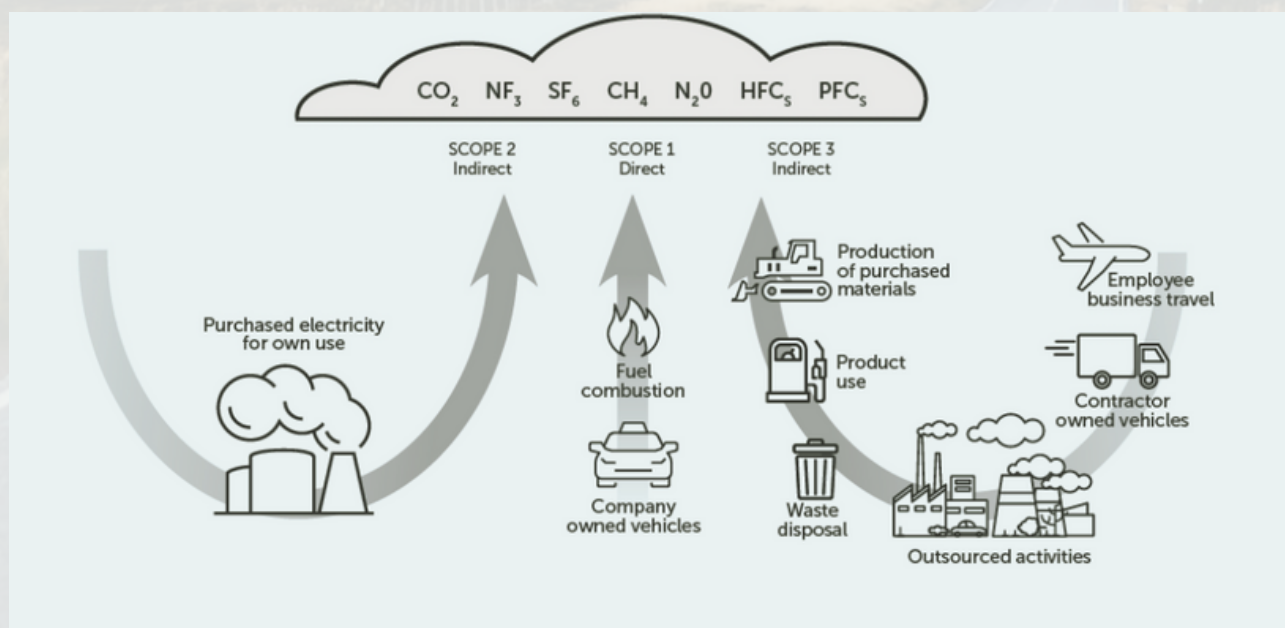 CO₂ NF₃ SF₆ CH₄ N₂0 HFCₛ PFCₛ
SCOPE 2
Indirect
SCOPE 1
Direct
SCOPE 3
Indirect
Purchased electricity
for own use
Fuel
combustion
Company
owned vehicles
Production
of purchased
materials
Product
use
Waste
disposal
Employee
business travel
Contractor
owned vehicles
Outsourced activities